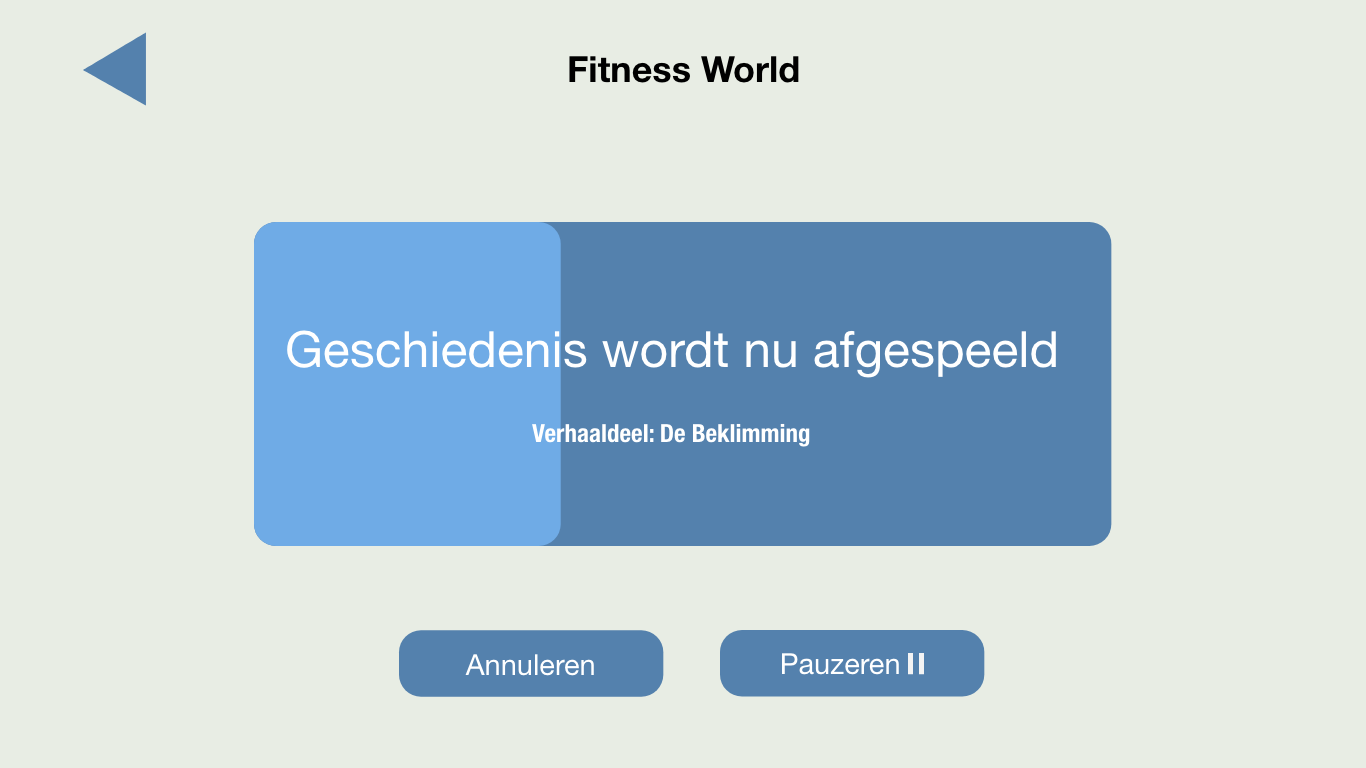 Fitness World
Geschiedenis wordt nu afgespeeld
Verhaaldeel: De Beklimming
Annuleren
Pauzeren